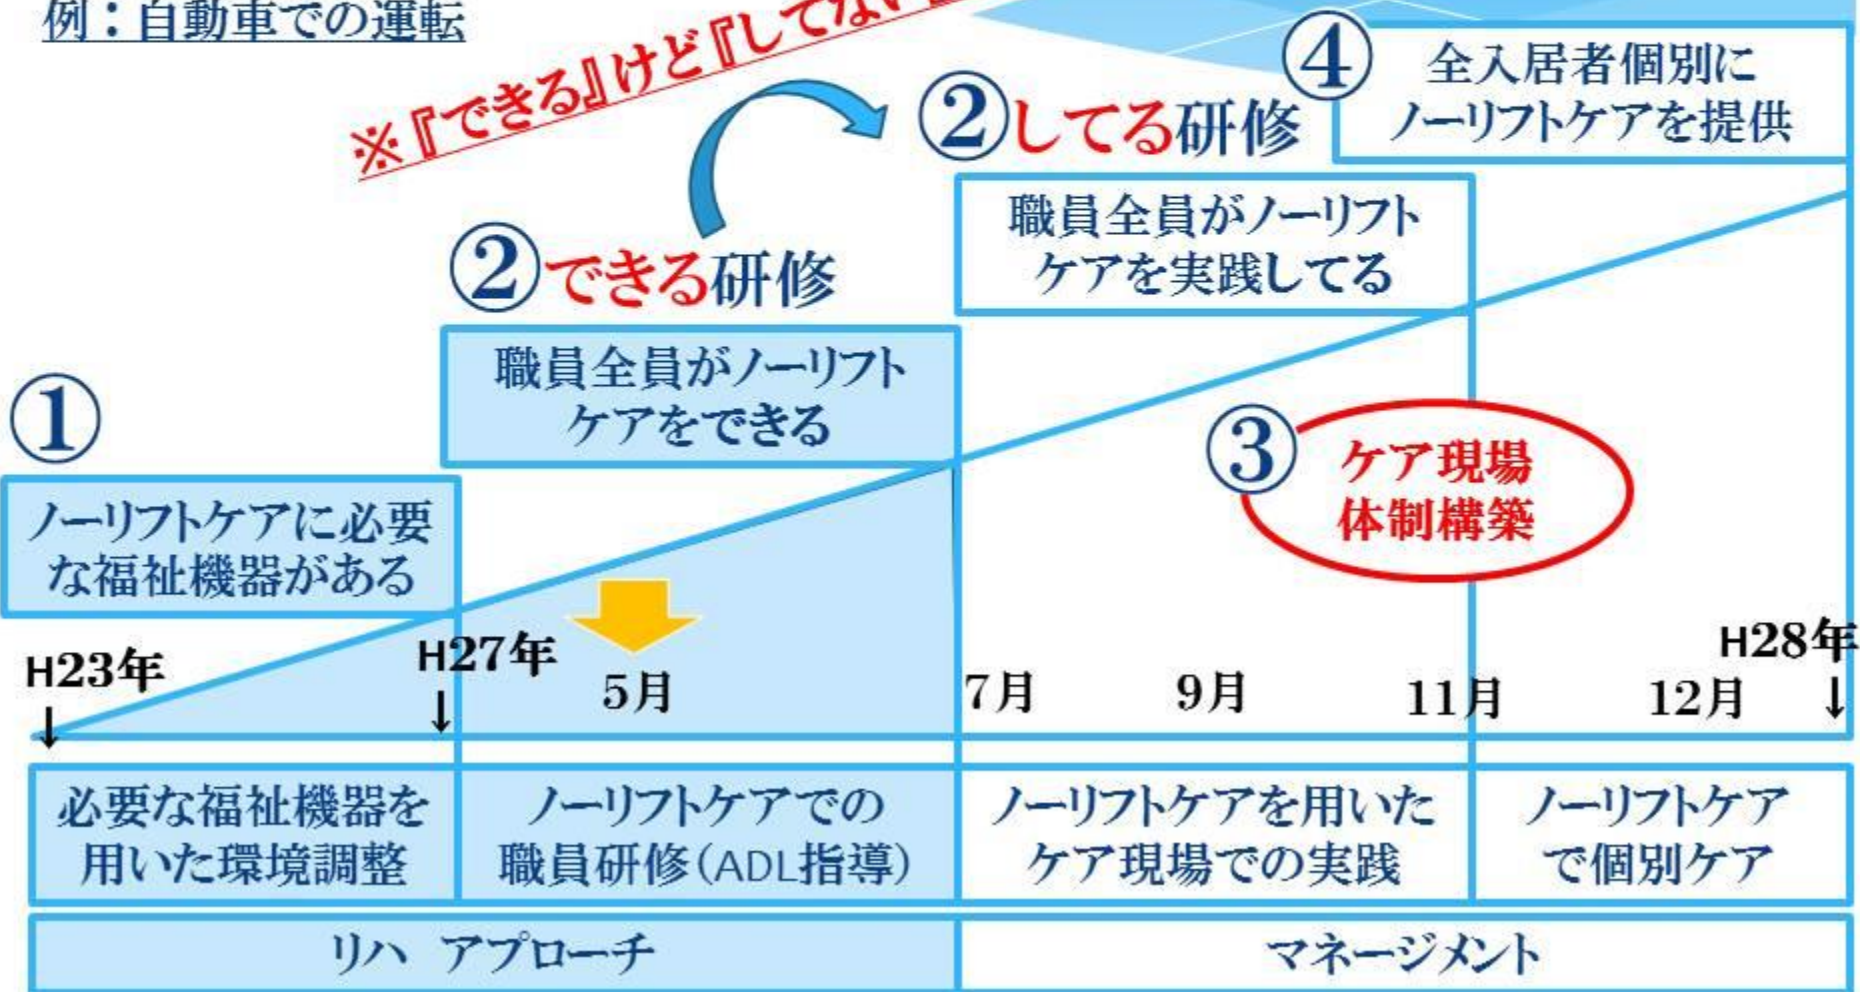 例：自動車での運転
※『できる』けど『してない』
④
全入居者個別に
ノーリフトケアを提供
②してる研修
職員全員がノーリフト
ケアを実践してる
②できる研修
職員全員がノーリフト
ケアをできる
①
ノーリフトケアに必要
な福祉機器がある
③
ケア現場
体制構築
H23年
↓
H27年
↓
5月
7月
9月
11月
12月
H28年
↓
必要な福祉機器を
用いた環境調整
ノーリフトケアでの
職員研修（ADL指導）
ノーリフトケアを用いた
ケア現場での実践
ノーリフトケア
で個別ケア
リハ アプローチ
マネージメント